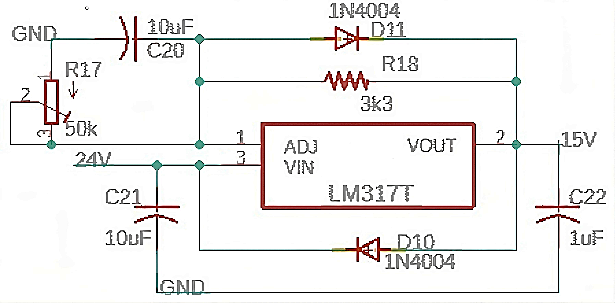 1N4004
10uF
D11
GND
C20
R18
R17
1
2
3k3
50k
3
1
ADJ
VOUT
2
15V
24V
3
VIN
LM317T
C21
C22
10uF
D10
1uF
1N4004
GND